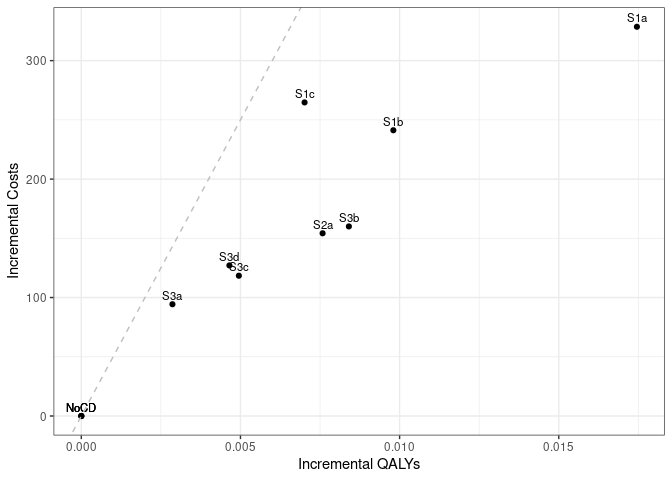 S1a
300
S1c
S1b
200
S3b
S2a
S3d
S3c
S3a
100
NoCD
0
0.000
0.005
0.010
0.015
Incremental QALYs
Incremental Costs